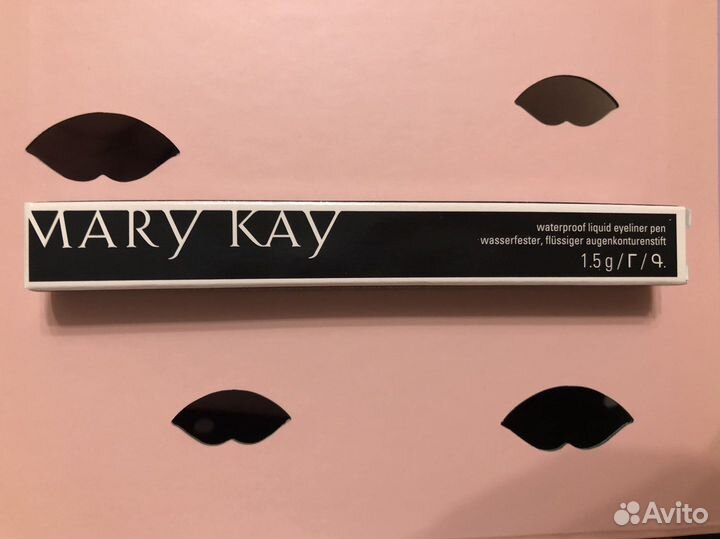 MARY KAY
waterproof liquid eyeliner pen
wasserfester, flüssiger augenkonturenstift
1.5 g / Г / գ.
Avito